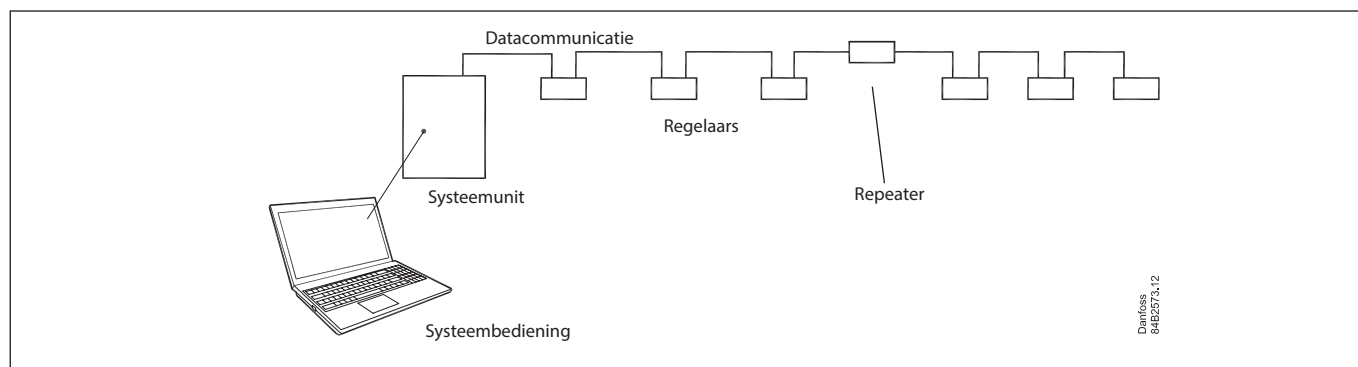 Datacommunicatie
Regelaars
Systeemunit
Repeater
Systeembediening
Danfoss
84B2573.12